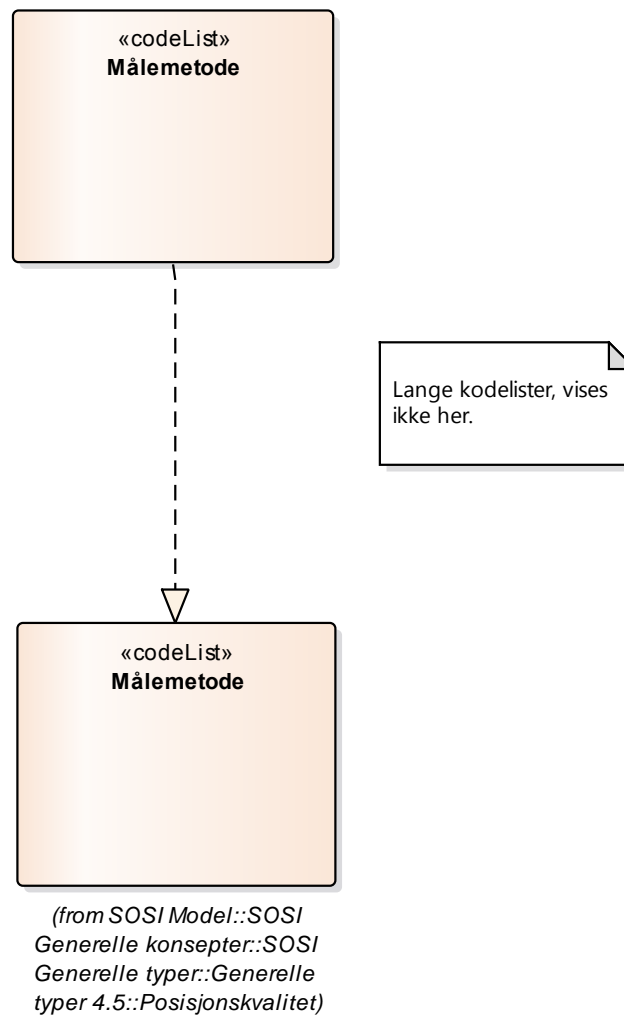 «codeList»
Målemetode
Lange kodelister, vises
ikke her.
«codeList»
Målemetode
(from SOSI Model::SOSI
Generelle konsepter::SOSI
Generelle typer::Generelle
typer 4.5::Posisjonskvalitet)